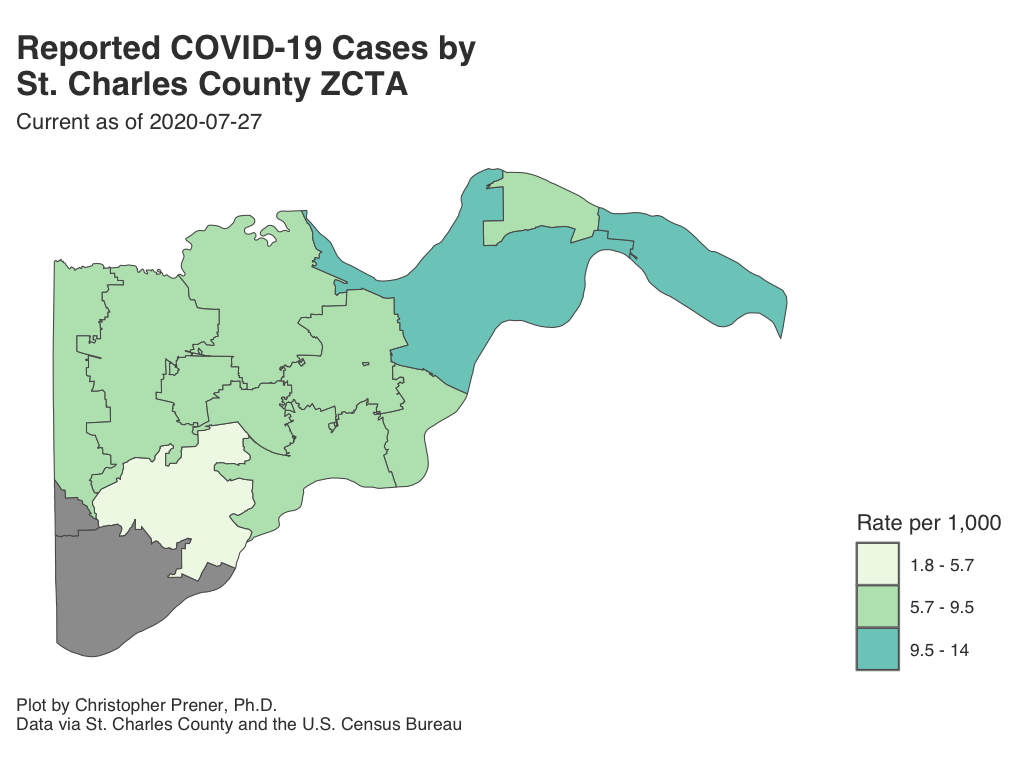 Reported COVID-19 Cases by
St. Charles County ZCTA
Current as of 2020-07-27
Rate per 1,000
1.8 - 5.7
5.7 - 9.5
9.5 - 14
Plot by Christopher Prener, Ph.D.
Data via St. Charles County and the U.S. Census Bureau